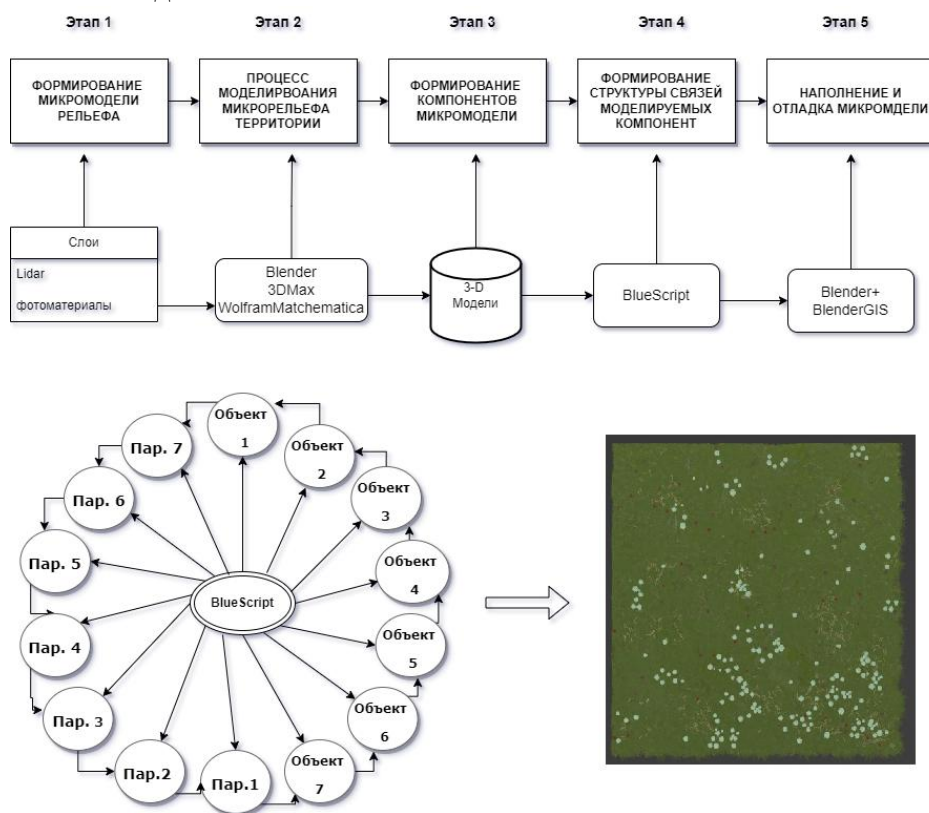 Этап 1
Этап 2
Этап 3
Этап 4
Этап 5
ФОРМИРОВАНИЕ
МИКРОМОДЕЛИ
РЕЛЬЕФА
ПРОЦЕСС
МОДЕЛИРВОАНИЯ
МИКРОРЕЛЬЕФА
ТЕРРИТОРИИ
ФОРМИРОВАНИЕ
КОМПОНЕНТОВ
МИКРОМОДЕЛИ
ФОРМИРОВАНИЕ
СТРУКТУРЫ СВЯЗЕЙ
МОДЕЛИРУЕМЫХ
КОМПОНЕНТ
НАПОЛНЕНИЕ И
ОТЛАДКА МИКРОМДЕЛИ
Слои
Lidar
фотоматериалы
Blender
3DMax
WolframMatchematica
3-D
Модели
BlueScript
Blender+
BlenderGIS
Объект
1
Объект
2
Объект
3
Объект
4
Объект
5
Объект
6
Объект
7
Пар.1
Пар.2
Пар. 3
Пар. 4
Пар. 5
Пар. 6
Пар. 7
BlueScript